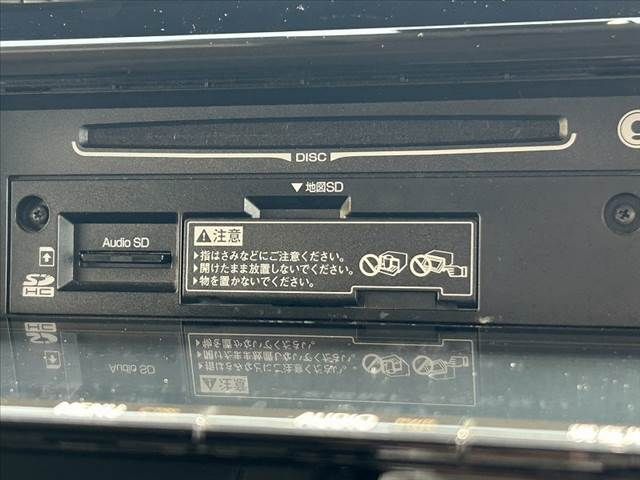 DISC
▼地図SD
Audio SD
⚠注意
▶指はさみなどにご注意ください。
▶開けたまま放置しないでください。
▶物を置かないでください。
SD
HC
AUDIO